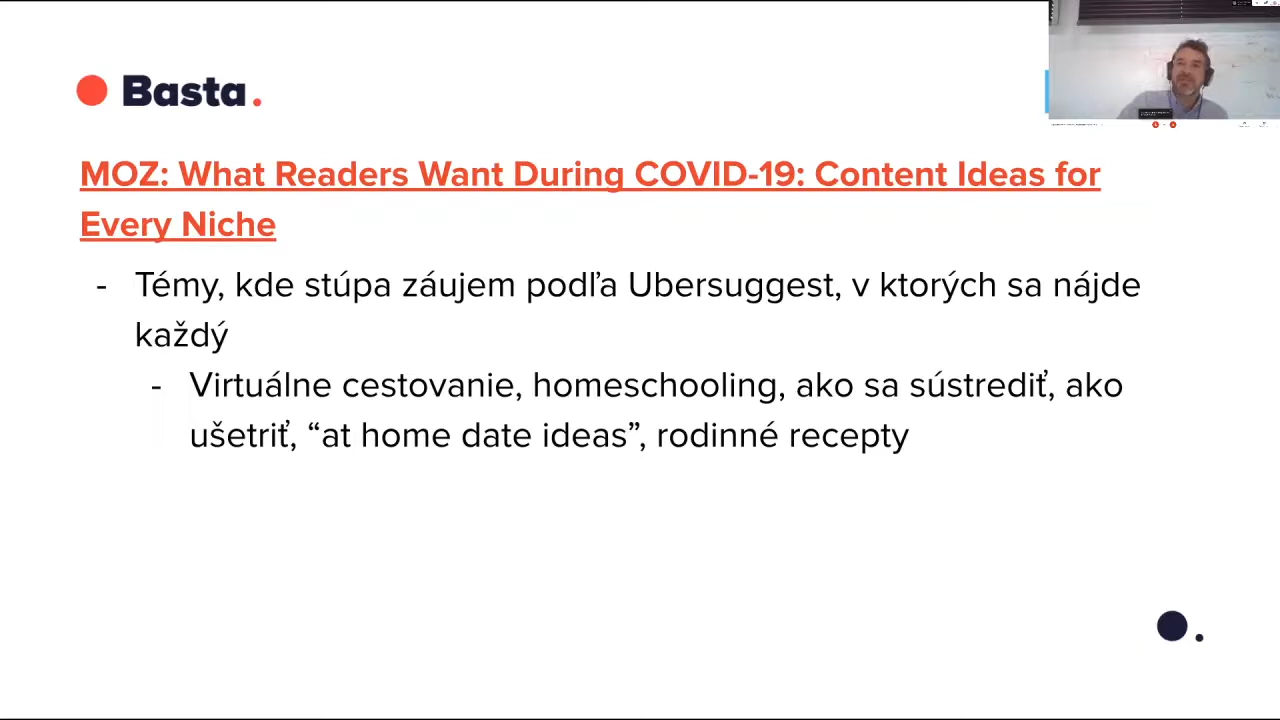 Basta.
MOZ: What Readers Want During COVID-19: Content Ideas for
Every Niche
- Témy, kde stúpa záujem podľa Ubersuggest, v ktorých sa nájde
každý
- Virtuálne cestovanie, homeschooling, ako sa sústrediť, ako
ušetriť, “at home date ideas”, rodinné recepty